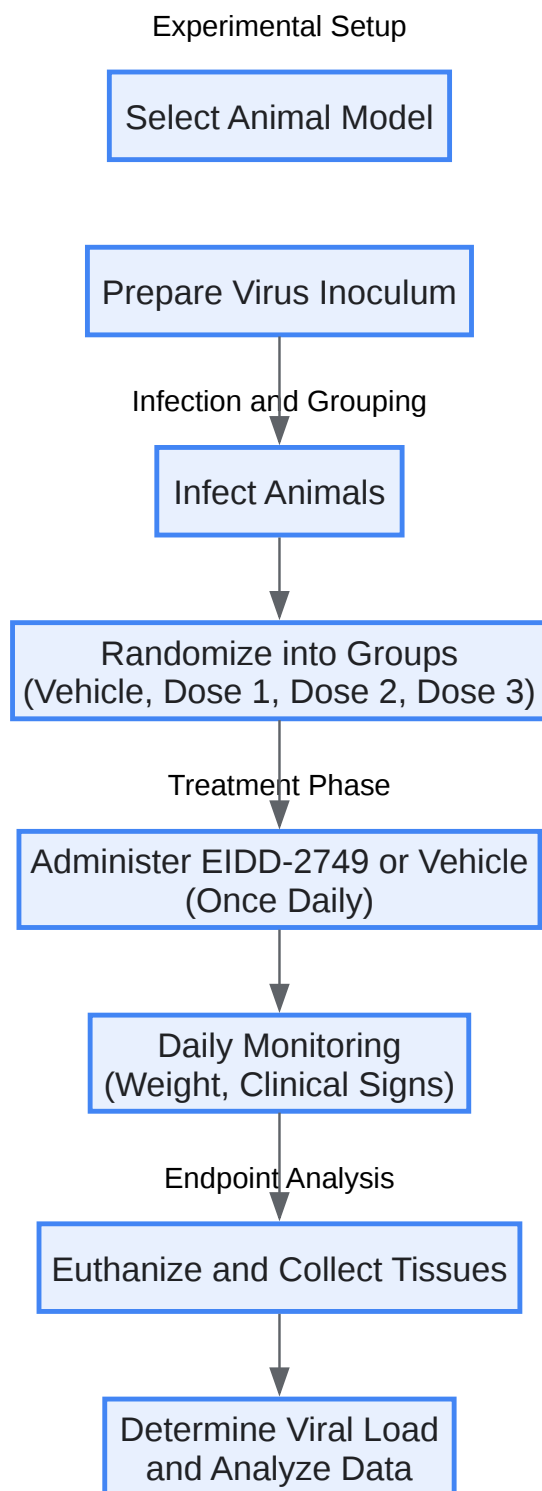 Experimental Setup
Select Animal Model
Prepare Virus Inoculum
Infection and Grouping
Infect Animals
Randomize into Groups
(Vehicle, Dose 1, Dose 2, Dose 3)
Treatment Phase
Administer EIDD-2749 or Vehicle
(Once Daily)
Daily Monitoring
(Weight, Clinical Signs)
Endpoint Analysis
Euthanize and Collect Tissues
Determine Viral Load
and Analyze Data